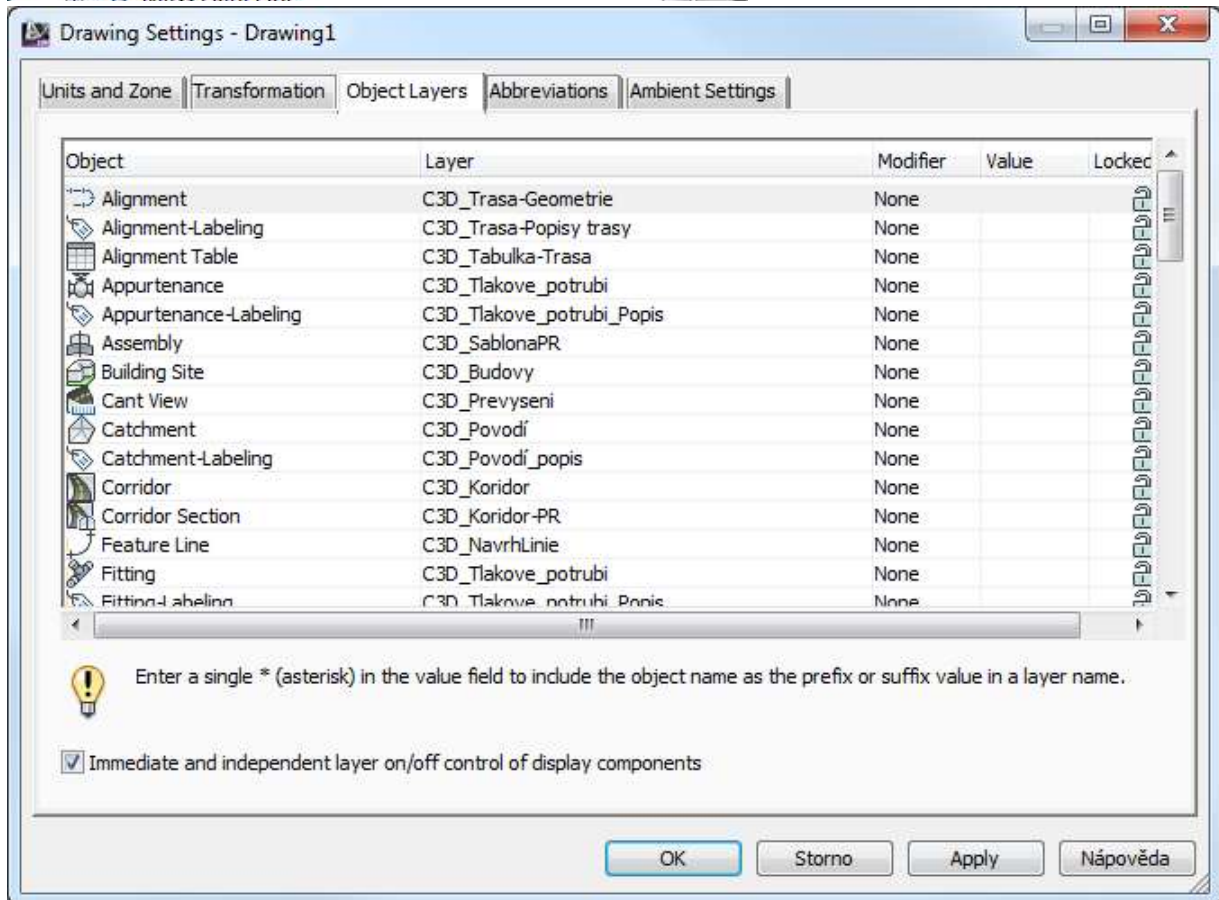 Drawing Settings - Drawing1
Units and Zone Transformation Object Layers Abbreviations Ambient Settings
Object Layer Modifier Value Locked
Alignment C3D_Trasa-Geometrie None
Alignment-Labeling C3D_Trasa-Popisy trasy None
Alignment Table C3D_Tabulka-Trasa None
Appurtenance C3D_Tlakove_potrubi None
Appurtenance-Labeling C3D_Tlakove_potrubi_Popis None
Assembly C3D_SablonaPR None
Building Site C3D_Budovy None
Cant View C3D_Prevyseni None
Catchment C3D_Povodí None
Catchment-Labeling C3D_Povodí_popis None
Corridor C3D_Koridor None
Corridor Section C3D_Koridor-PR None
Feature Line C3D_NavrhLinie None
Fitting C3D_Tlakove_potrubi None
Fitting-Labeling C3D_Tlakove_potrubi_Popis None
Enter a single * (asterisk) in the value field to include the object name as the prefix or suffix value in a layer name.
Immediate and independent layer on/off control of display components
OK Storno Apply Nápověda